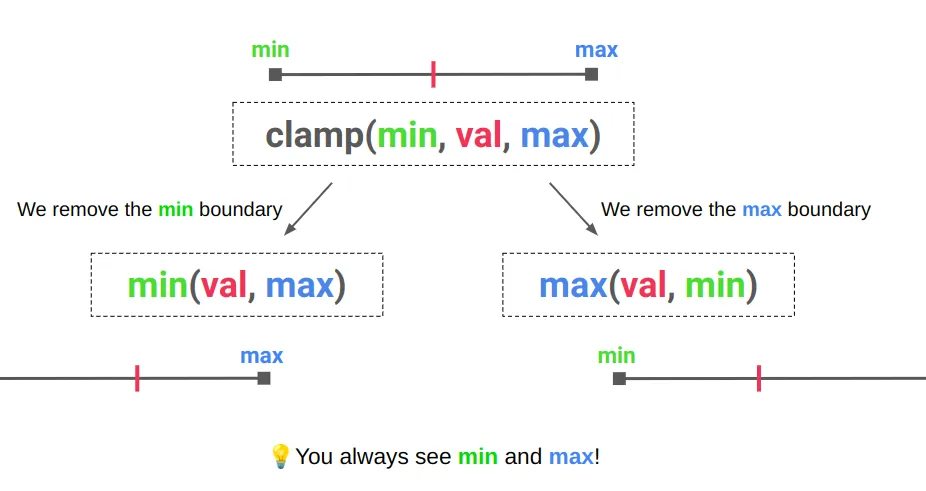 min
max
clamp(min, val, max)
We remove the min boundary
We remove the max boundary
min(val, max)
max(val, min)
max
min
💡You always see min and max!